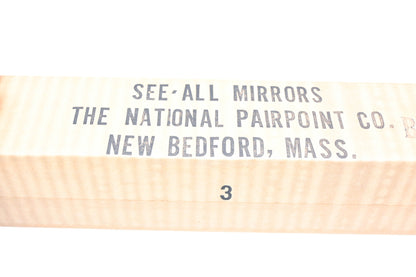 SEE-ALL MIRRORS
THE NATIONAL PAIRPOINT CO.
NEW BEDFORD, MASS.
3